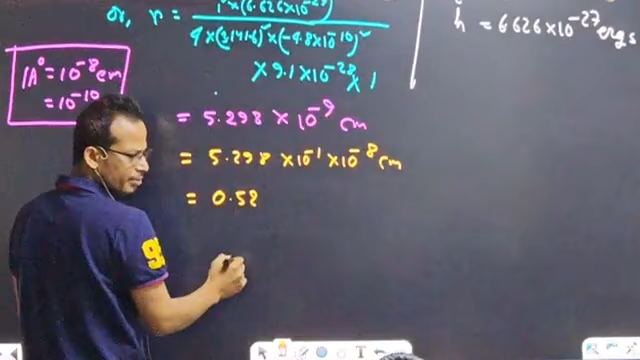 or, r = 1²×(6.626×10⁻²⁷)²
4×(3.1416)²×(-4.8×10⁻¹⁰)²
×9.1×10⁻²⁸×1
h = 6.626×10⁻²⁷ erg s
1A° = 10⁻⁸ cm
= 10⁻¹⁰
= 5.298 × 10⁻⁹ cm
= 5.298 ×10⁻¹ ×10⁻⁸ cm
= 0.52
T